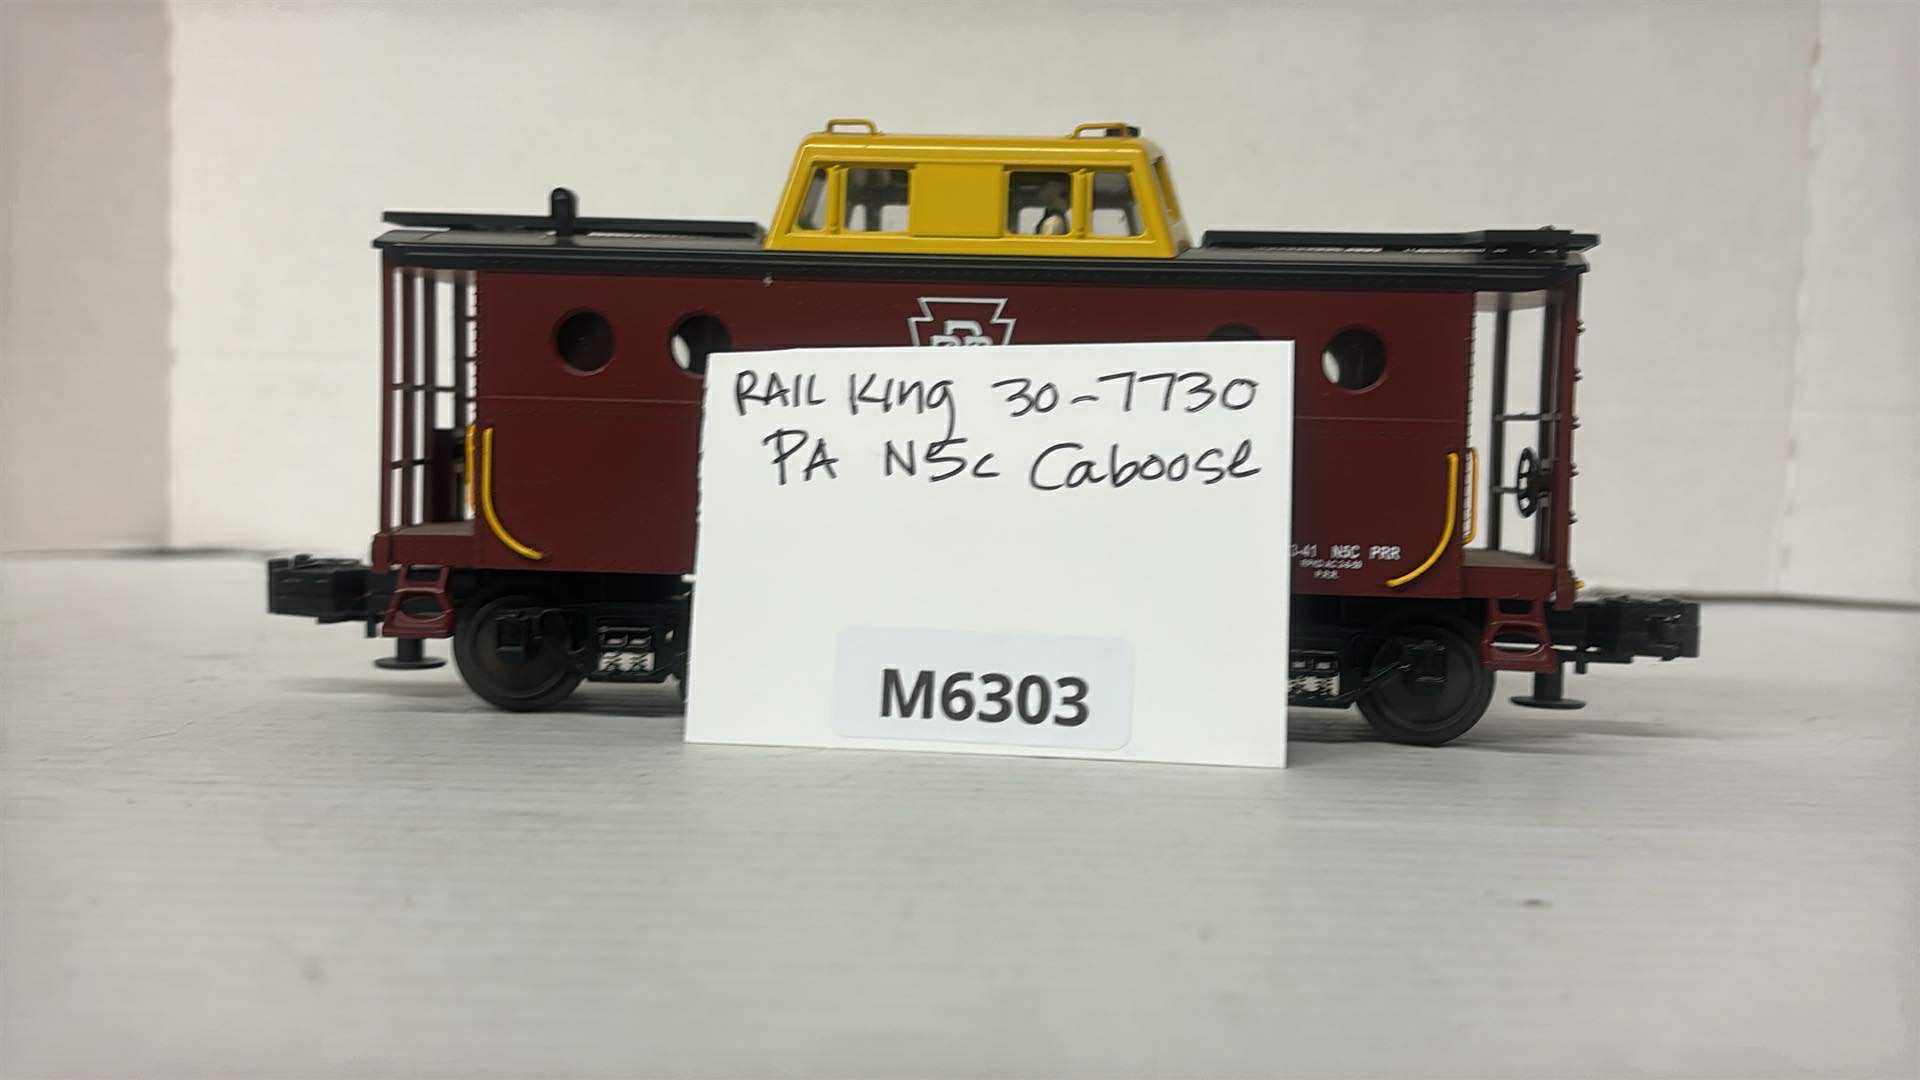 RAIL King 30-7730
PA N5c Caboose
M6303
N5C PRR